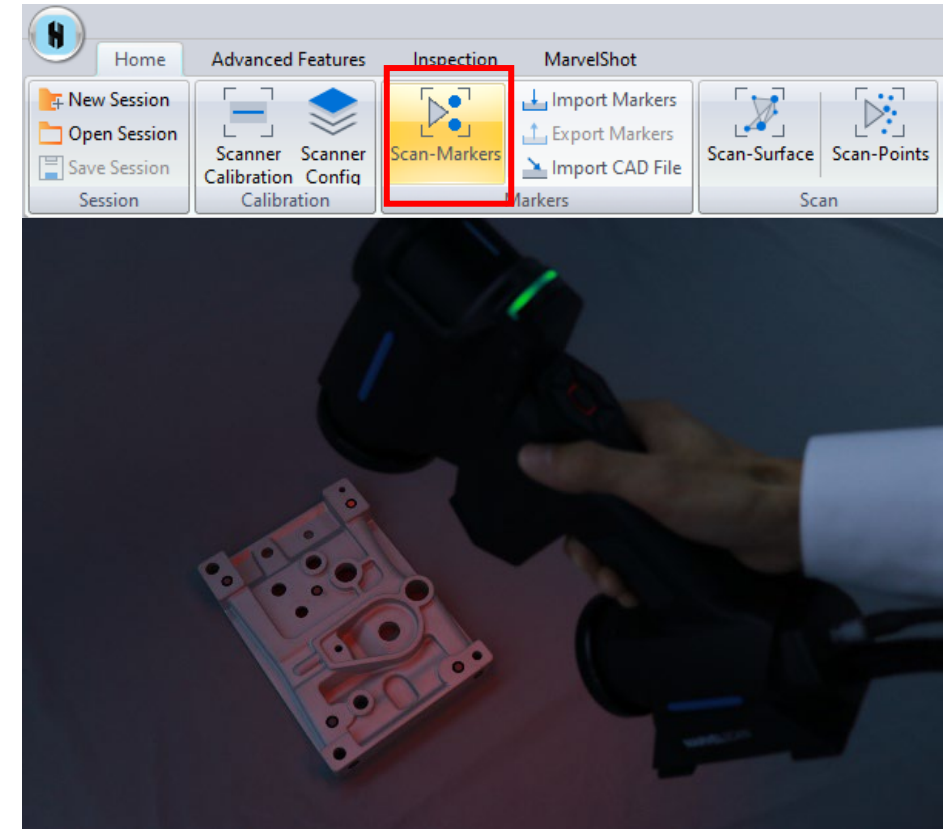 Home Advanced Features Inspection MarvelShot
New Session
Open Session
Save Session
Session
Scanner Calibration
Scanner Config
Calibration
Scan-Markers
Import Markers
Export Markers
Import CAD File
Markers
Scan-Surface
Scan-Points
Scan